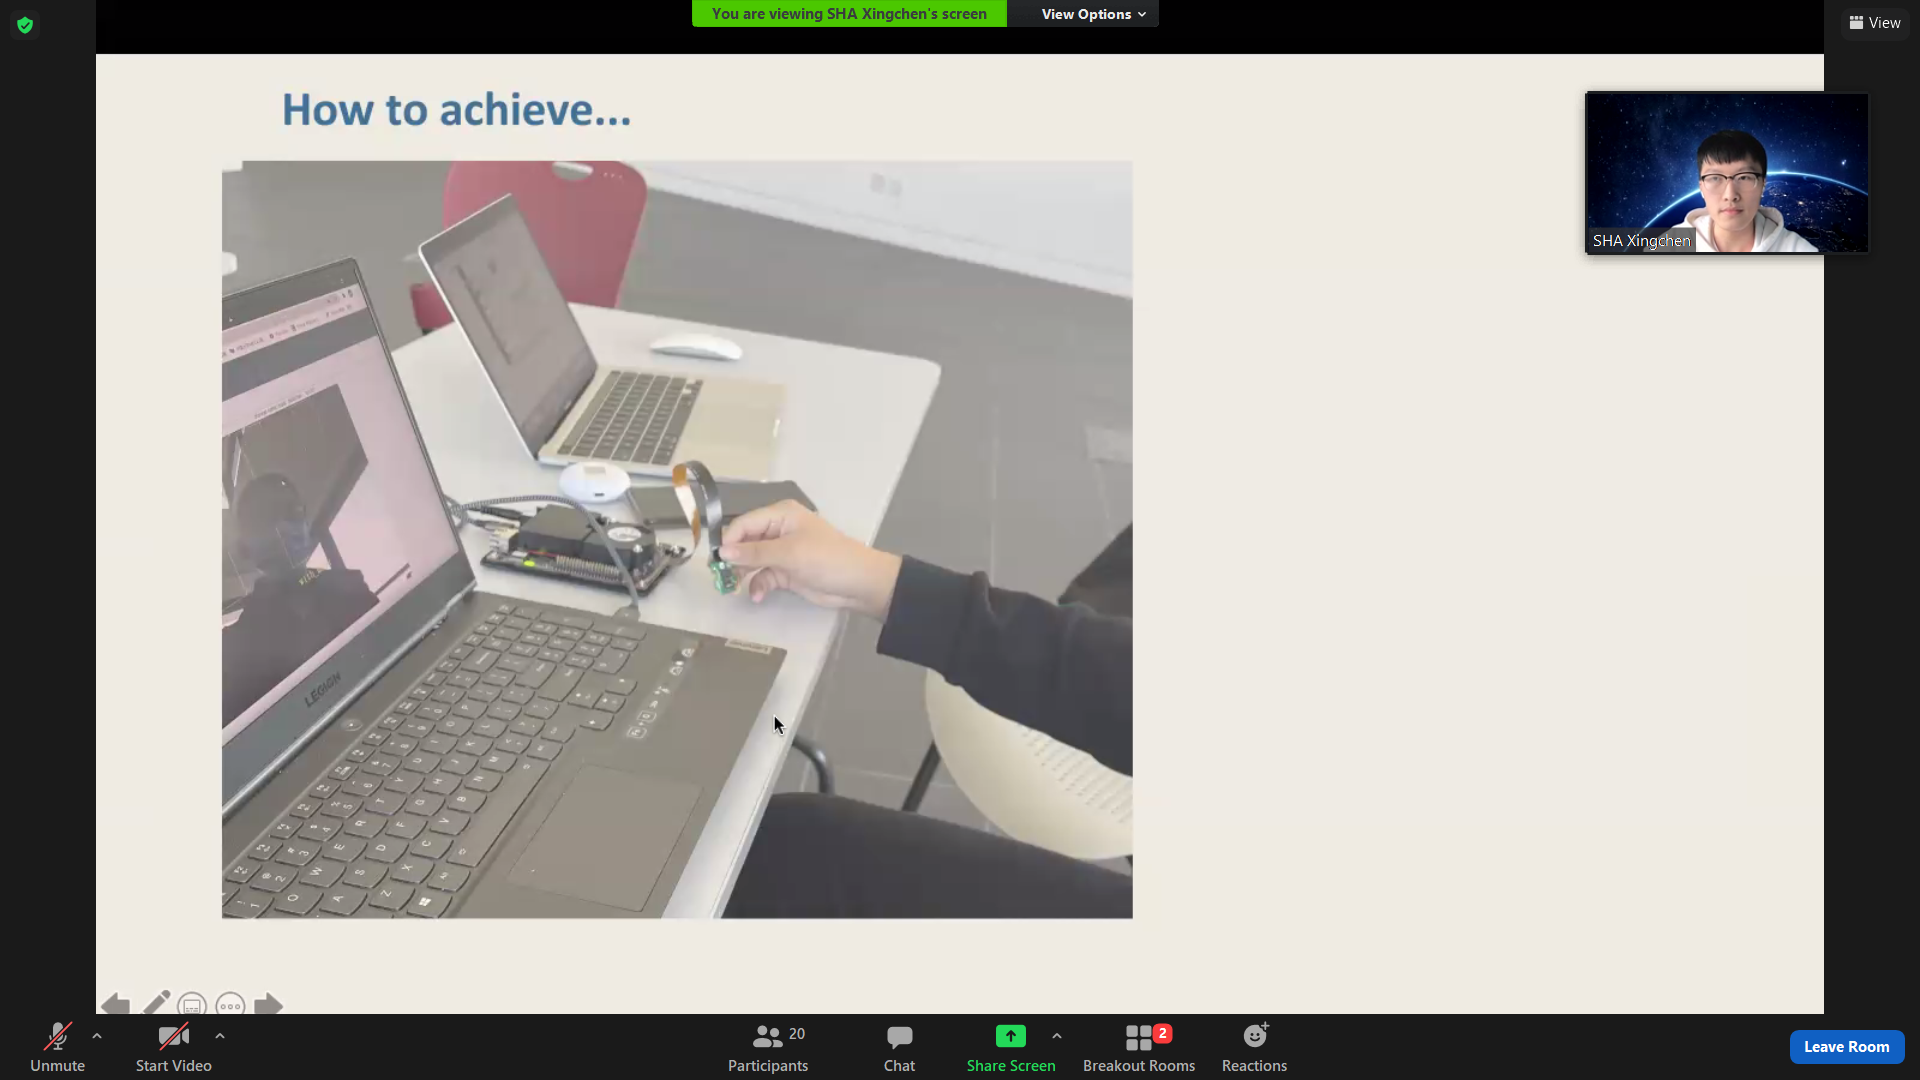 You are viewing SHA Xingchen's screen
View Options
View
How to achieve...
SHA Xingchen
LEGION
Unmute
Start Video
20
Participants
Chat
Share Screen
2
Breakout Rooms
Reactions
Leave Room